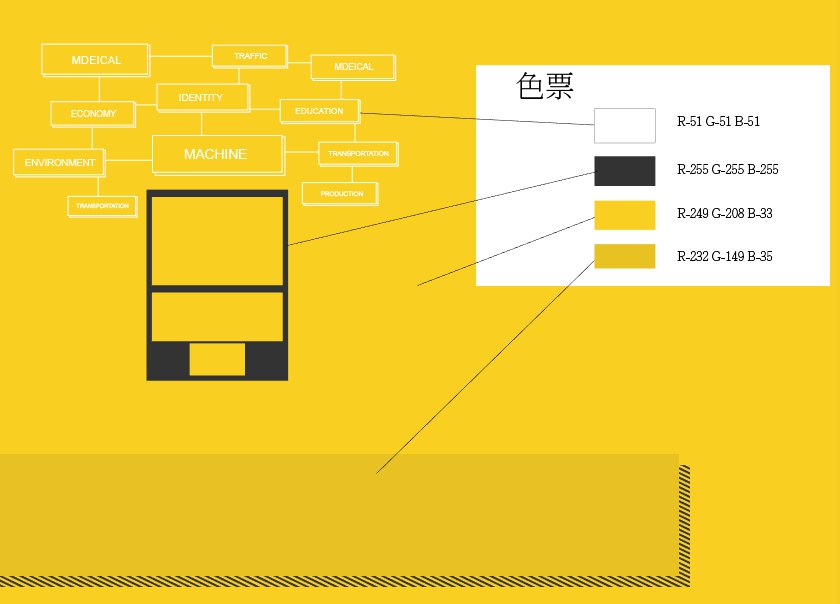 MDEICAL
TRAFFIC
MDEICAL
IDENTITY
ECONOMY
EDUCATION
MACHINE
ENVIRONMENT
TRANSPORTATION
PRODUCTION
TRANSPORTATION
色票
R-51 G-51 B-51
R-255 G-255 B-255
R-249 G-208 B-33
R-232 G-149 B-35